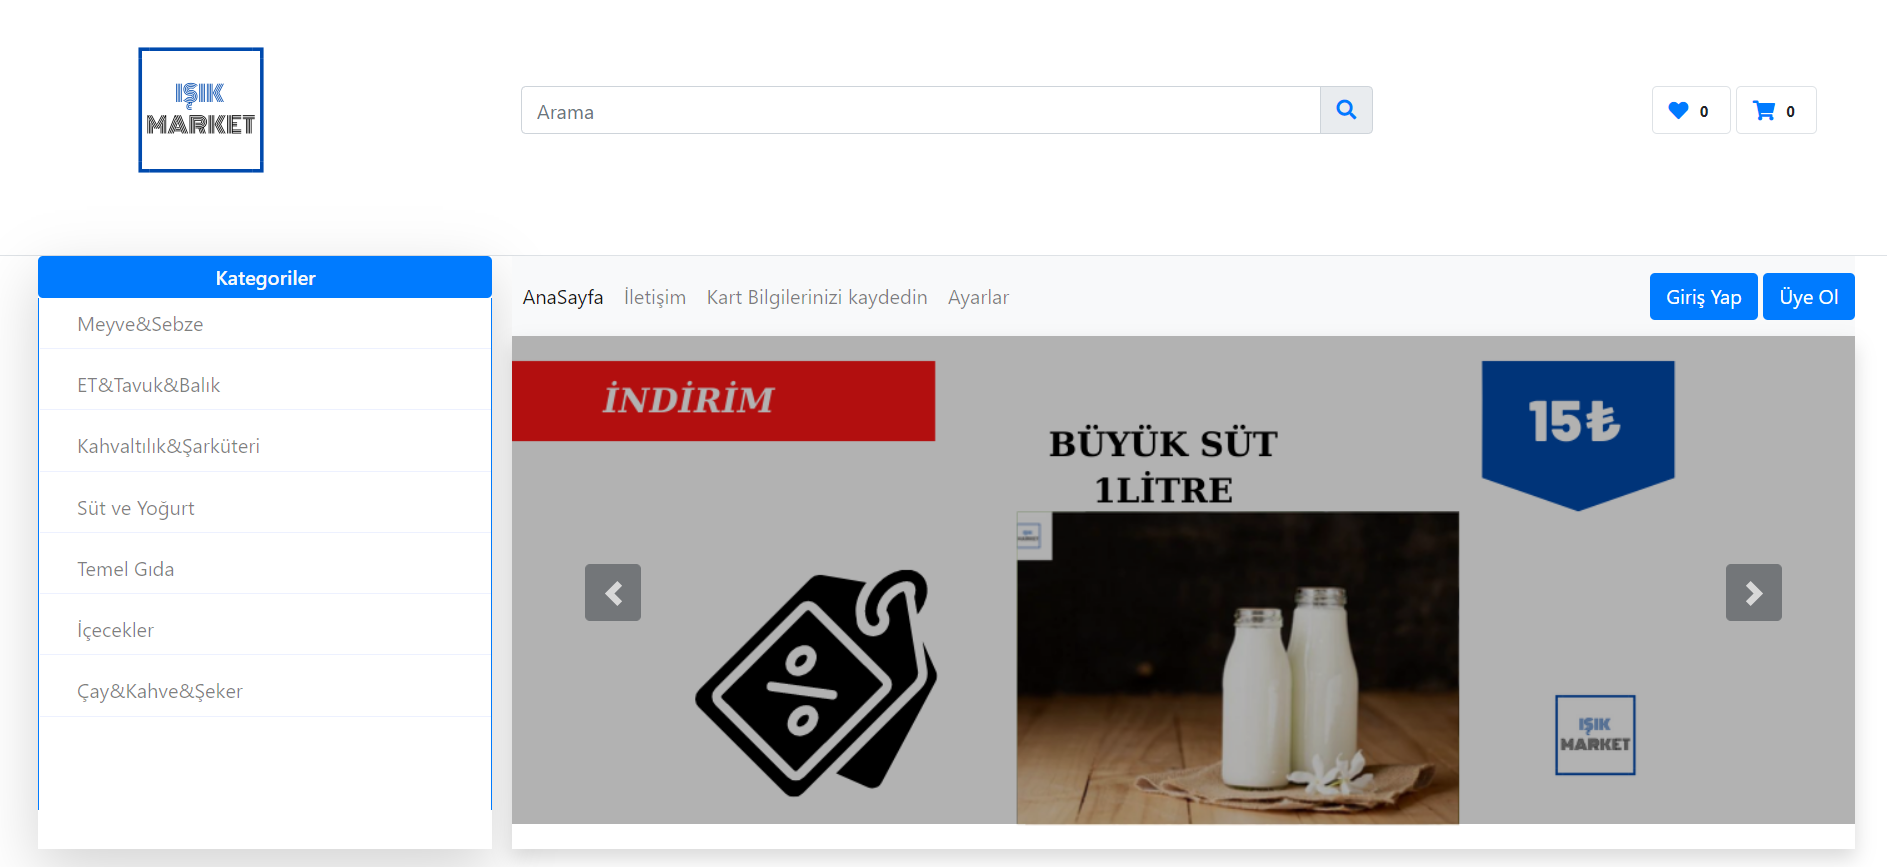 IŞIK
MARKET
Arama
0
0
Kategoriler
Meyve&Sebze
ET&Tavuk&Balık
Kahvaltılık&Şarküteri
Süt ve Yoğurt
Temel Gıda
İçecekler
Çay&Kahve&Şeker
AnaSayfa İletişim Kart Bilgilerinizi kaydedin Ayarlar
Giriş Yap
Üye Ol
İNDİRİM
BÜYÜK SÜT
1LİTRE
15₺
%
IŞIK
MARKET
IŞIK
MARKET